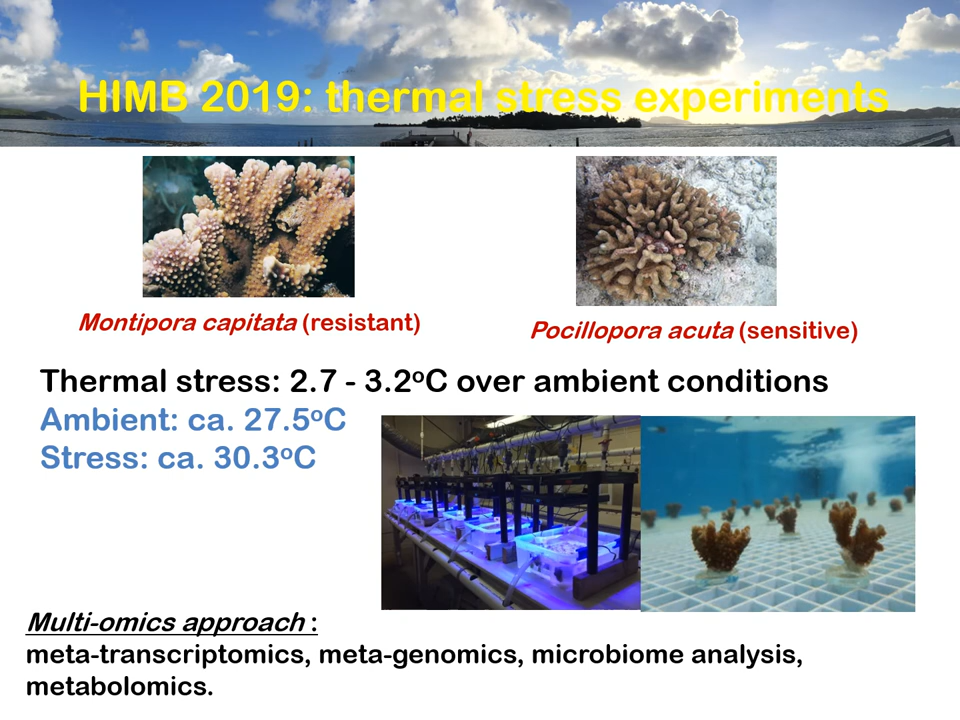 HIMB 2019: thermal stress experiments
Montipora capitata (resistant)
Pocillopora acuta (sensitive)
Thermal stress: 2.7 - 3.2ºC over ambient conditions
Ambient: ca. 27.5ºC
Stress: ca. 30.3ºC
Multi-omics approach :
meta-transcriptomics, meta-genomics, microbiome analysis,
metabolomics.